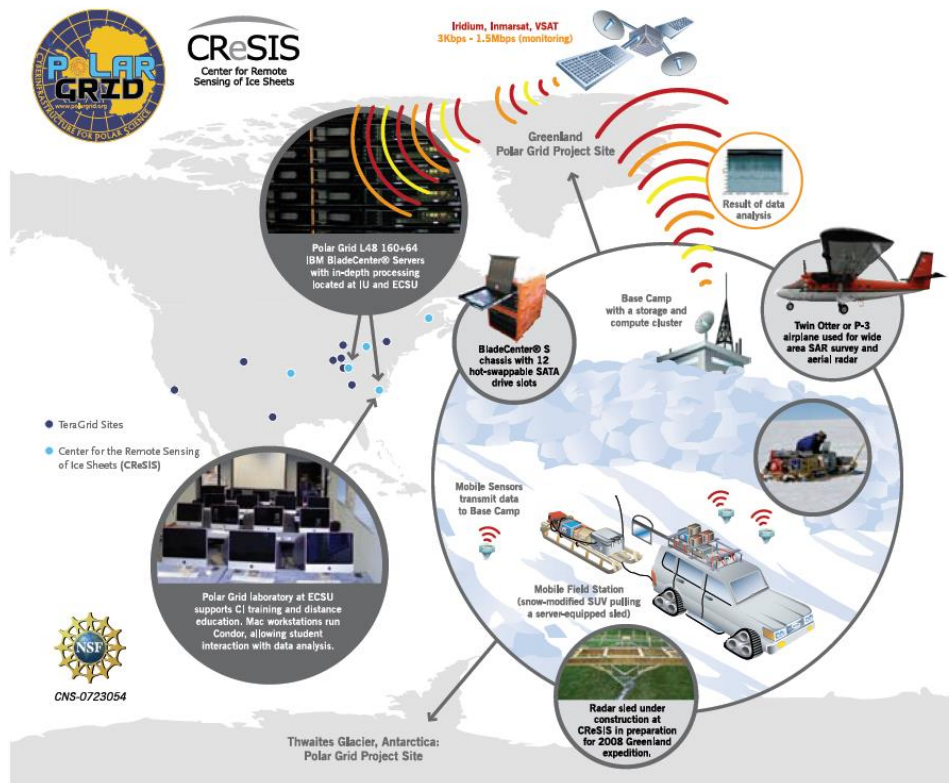 CYBERINFRASTRUCTURE FOR POLAR SCIENCE
POLAR
GRID
www.polargrid.org
CReSIS
Center for Remote
Sensing of Ice Sheets
Iridium, Inmarsat, VSAT
3Kbps - 1.5Mbps (monitoring)
Greenland
Polar Grid Project Site
Result of data
analysis
Polar Grid L48 160+64
IBM BladeCenter® Servers
with in-depth processing
located at IU and ECSU
BladeCenter® S
chassis with 12
hot-swappable SATA
drive slots
Base Camp
with a storage and
compute cluster
Twin Otter or P-3
airplane used for wide
area SAR survey and
aerial radar
TeraGrid Sites
Center for the Remote Sensing
of Ice Sheets (CReSIS)
Mobile Sensors
transmit data
to Base Camp
Mobile Field Station
(snow-modified SUV pulling
a server-equipped sled)
Polar Grid laboratory at ECSU
supports CI training and distance
education. Mac workstations run
Condor, allowing student
interaction with data analysis.
NSF
CNS-0723054
Radar sled under
construction at
CReSIS in preparation
for 2008 Greenland
expedition.
Thwaites Glacier, Antarctica:
Polar Grid Project Site